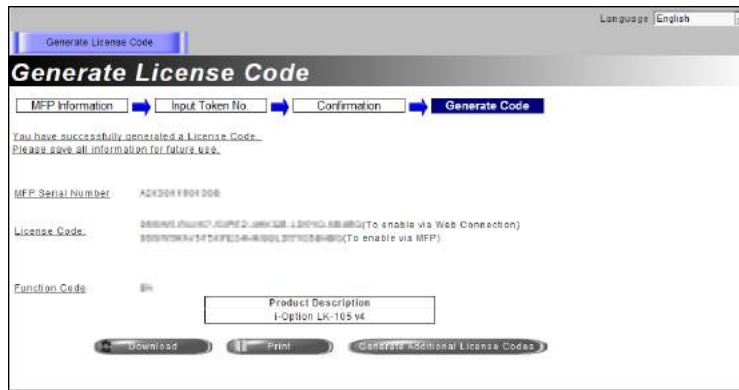 Language English
Generate License Code
Generate License Code
MFP Information Input Token No. Confirmation Generate Code
You have successfully generated a License Code.
Please save all information for future use.
MFP Serial Number
License Code: (To enable via Web Connection)
(To enable via MFP)
Function Code
Product Description
i-Option LK-105 v4
Download Print Generate Additional License Codes